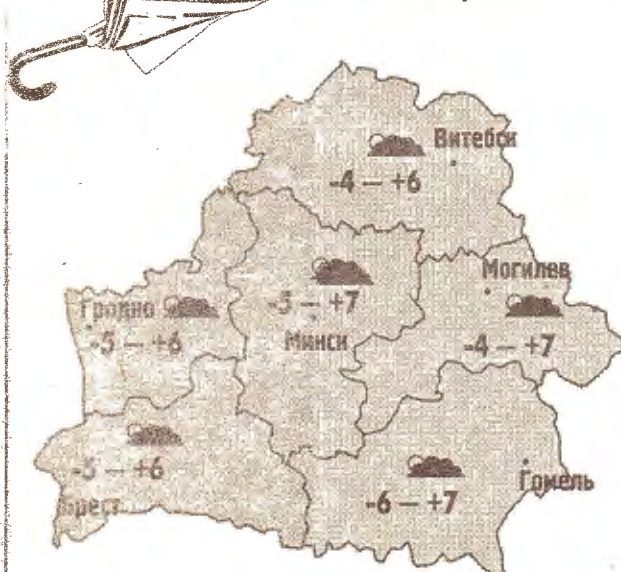 Витебск
-4 — +6
Могилев
-4 — +7
-5 — +7
Минск
Гродно
-5 — +6
-5 — +6
Брест
-6 — +7
Гомель